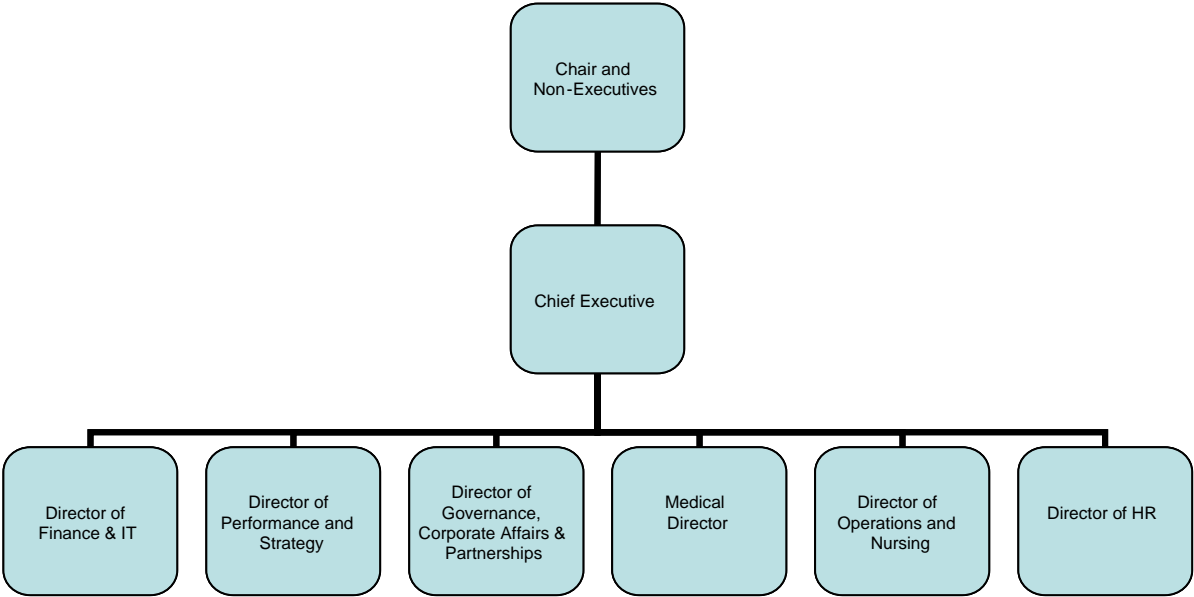 Chair and
Non-Executives
Chief Executive
Director of
Finance & IT
Director of
Performance and
Strategy
Director of
Governance,
Corporate Affairs &
Partnerships
Medical
Director
Director of
Operations and
Nursing
Director of HR